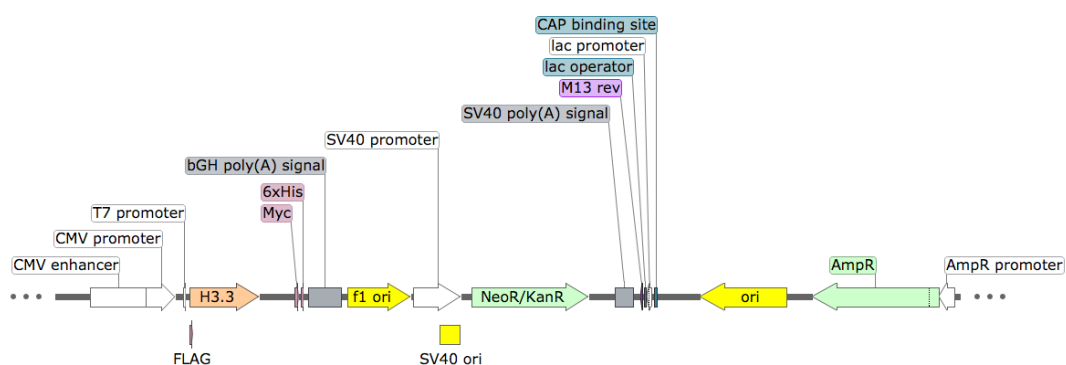 CAP binding site
lac promoter
lac operator
M13 rev
SV40 poly(A) signal
SV40 promoter
bGH poly(A) signal
6xHis
Myc
T7 promoter
CMV promoter
CMV enhancer
AmpR
AmpR promoter
H3.3
f1 ori
NeoR/KanR
ori
FLAG
SV40 ori